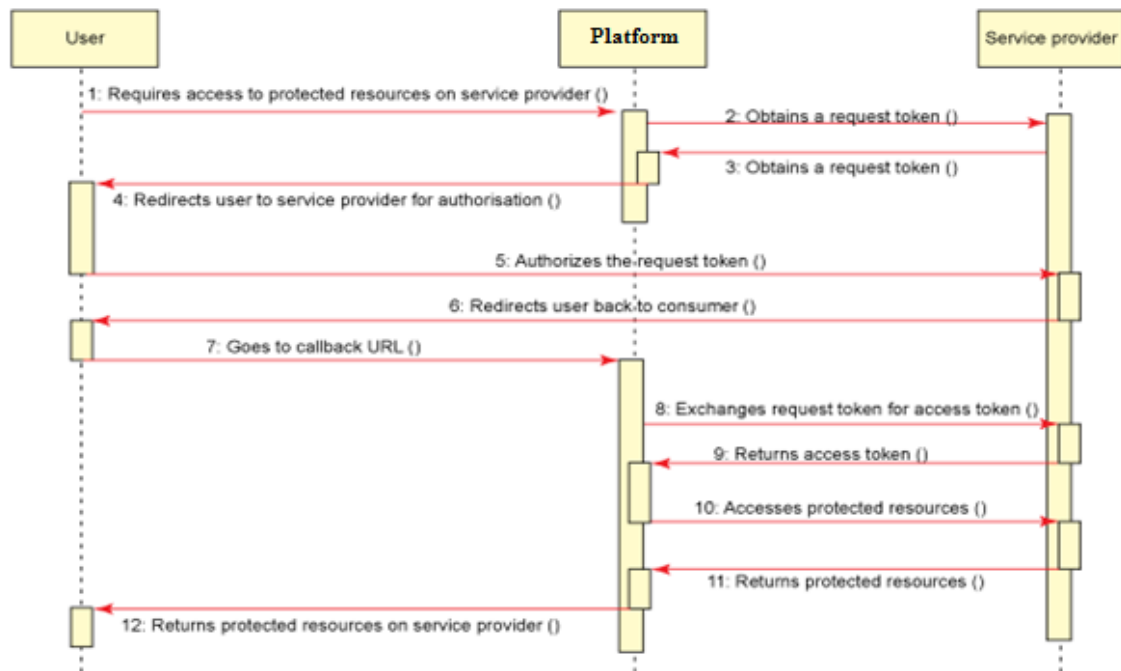 User
Platform
Service provider
1: Requires access to protected resources on service provider ()
2: Obtains a request token ()
3: Obtains a request token ()
4: Redirects user to service provider for authorisation ()
5: Authorizes the request token ()
6: Redirects user back to consumer ()
7: Goes to callback URL ()
8: Exchanges request token for access token ()
9: Returns access token ()
10: Accesses protected resources ()
11: Returns protected resources ()
12: Returns protected resources on service provider ()